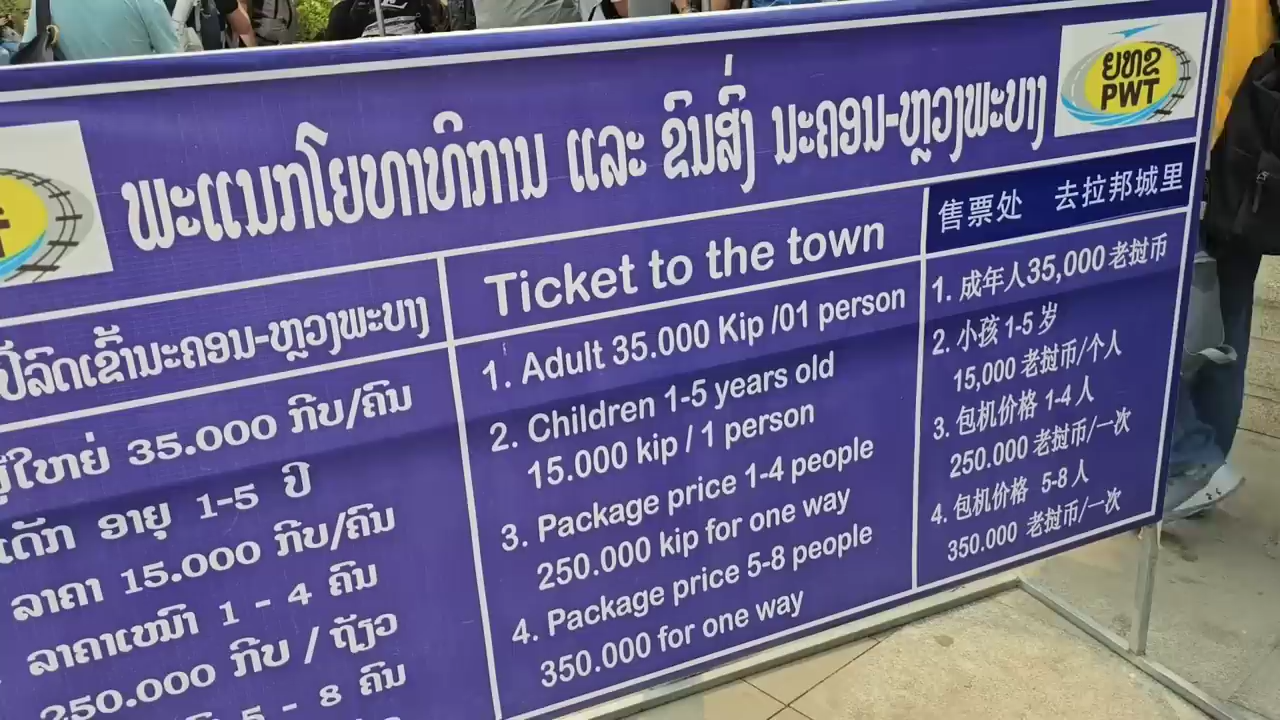 ຍທຂ
PWT
ພະແນກໂຍທາທິການ ແລະ ຂົນສົ່ງ ນະຄອນ-ຫຼວງພະບາງ
ປີ້ລົດເຂົ້ານະຄອນ-ຫຼວງພະບາງ
ຜູ້ໃຫຍ່ 35.000 ກີບ/ຄົນ
ເດັກ ອາຍຸ 1-5 ປີ
ລາຄາ 15.000 ກີບ/ຄົນ
ລາຄາເໝົາ 1 - 4 ຄົນ
250.000 ກີບ / ຖ້ຽວ
5 - 8 ຄົນ
Ticket to the town
1. Adult 35.000 Kip /01 person
2. Children 1-5 years old
15.000 kip / 1 person
3. Package price 1-4 people
250.000 kip for one way
4. Package price 5-8 people
350.000 for one way
售票处 去拉邦城里
1. 成年人35,000 老挝币
2. 小孩 1-5 岁
15,000 老挝币/个人
3. 包机价格 1-4 人
250.000 老挝币/一次
4. 包机价格 5-8 人
350.000 老挝币/一次